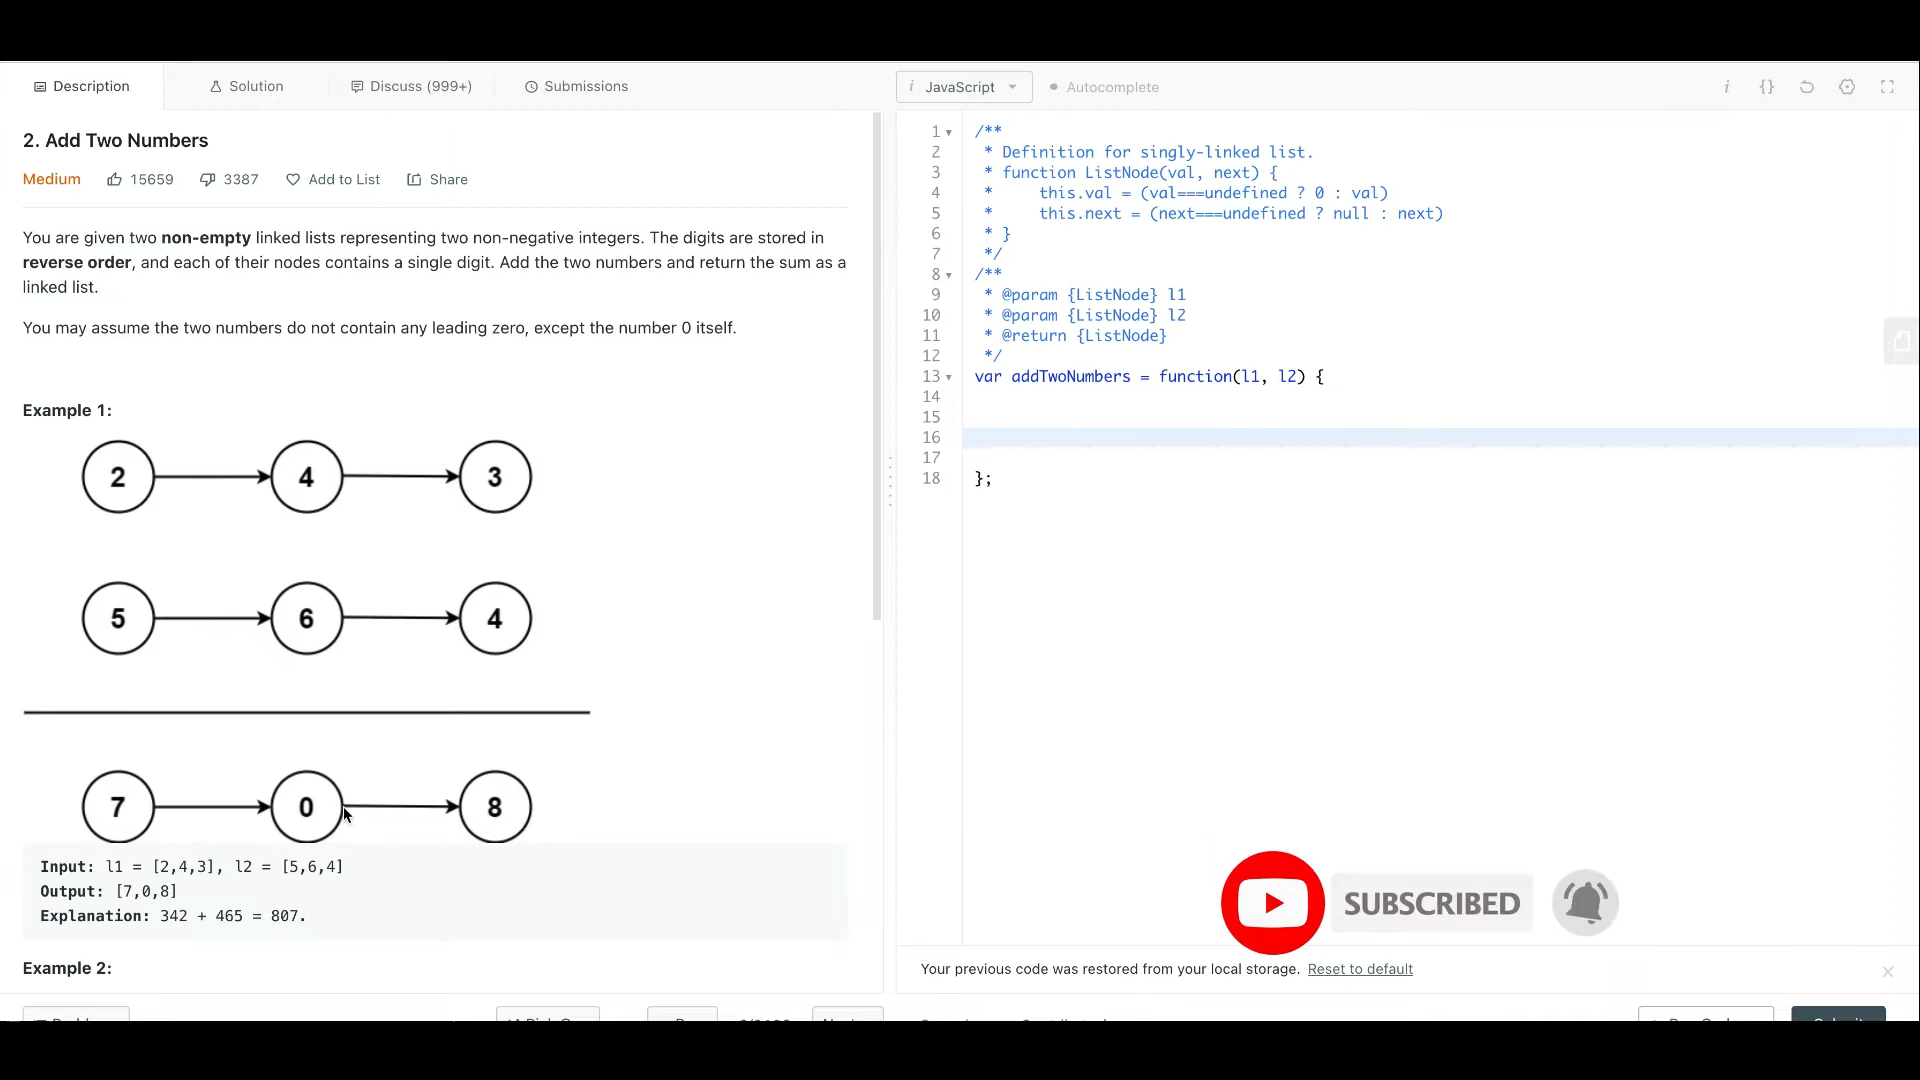 Description
Solution
Discuss (999+)
Submissions
2. Add Two Numbers
Medium 15659 3387 Add to List Share
You are given two non-empty linked lists representing two non-negative integers. The digits are stored in
reverse order, and each of their nodes contains a single digit. Add the two numbers and return the sum as a
linked list.
You may assume the two numbers do not contain any leading zero, except the number 0 itself.
Example 1:
2 4 3
5 6 4
7 0 8
Input: l1 = [2,4,3], l2 = [5,6,4]
Output: [7,0,8]
Explanation: 342 + 465 = 807.
Example 2:
i JavaScript
Autocomplete
i {}
1 /**
2  * Definition for singly-linked list.
3  * function ListNode(val, next) {
4  *     this.val = (val===undefined ? 0 : val)
5  *     this.next = (next===undefined ? null : next)
6  * }
7  */
8 /**
9  * @param {ListNode} l1
10  * @param {ListNode} l2
11  * @return {ListNode}
12  */
13 var addTwoNumbers = function(l1, l2) {
14
15
16
17
18 };
SUBSCRIBED
Your previous code was restored from your local storage. Reset to default